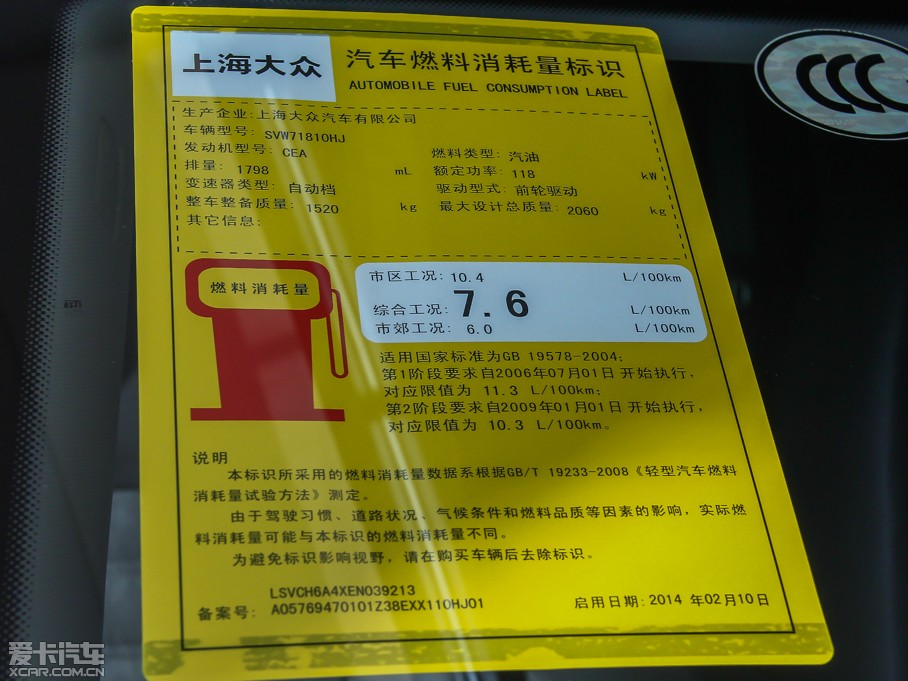 上海大众
汽车燃料消耗量标识
AUTOMOBILE FUEL CONSUMPTION LABEL
生产企业:上海大众汽车有限公司
车辆型号: SVW71810HJ
发动机型号: CEA
燃料类型: 汽油
排量: 1798 mL
额定功率: 118 kW
变速器类型: 自动档
驱动型式: 前轮驱动
整车整备质量: 1520 kg
最大设计总质量: 2060 kg
其它信息:
燃料消耗量
市区工况: 10.4 L/100km
综合工况: 7.6 L/100km
市郊工况: 6.0 L/100km
适用国家标准为GB 19578-2004;
第1阶段要求自2006年07月01日 开始执行,
对应限值为 11.3 L/100km;
第2阶段要求自2009年01月01日 开始执行,
对应限值为 10.3 L/100km。
说明
本标识所采用的燃料消耗量数据系根据GB/T 19233-2008《轻型汽车燃料
消耗量试验方法》测定。
由于驾驶习惯、道路状况、气候条件和燃料品质等因素的影响,实际燃
料消耗量可能与本标识的燃料消耗量不同。
为避免标识影响视野,请在购买车辆后去除标识。
LSVCH6A4XEN039213
备案号: A05769470101Z38EXX110HJ01
启用日期: 2014 年02月10日
CCC
爱卡汽车
XCAR.COM.CN